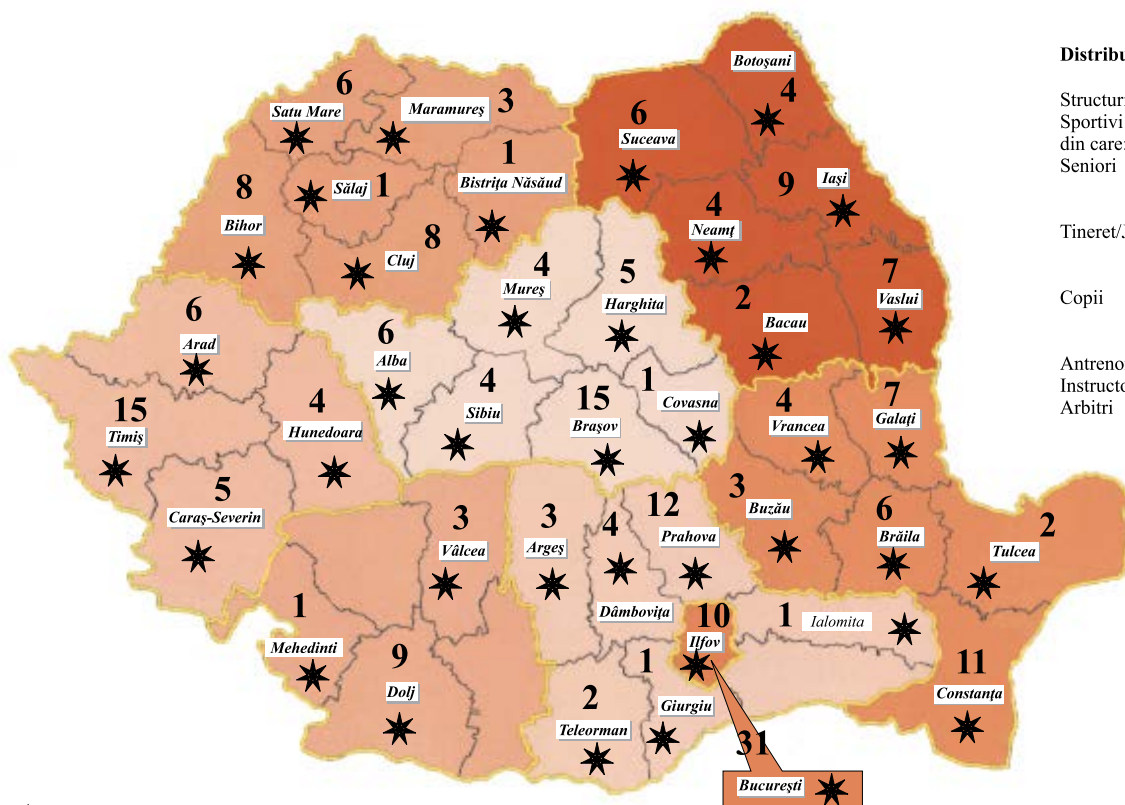 Distribu
Structuri
Sportivi
din care:
Seniori
Tineret/J
Copii
Antreno
Instructo
Arbitri
Botoşani
4
6
Satu Mare
Maramureş
3
6
Suceava
1
Bistriţa Năsăud
Sălaj
1
9
Iaşi
8
Bihor
8
Cluj
4
Neamţ
4
Mureş
5
Harghita
7
Vaslui
2
Bacau
6
Arad
6
Alba
4
Sibiu
15
Braşov
1
Covasna
4
Vrancea
7
Galaţi
15
Timiş
4
Hunedoara
5
Caraş-Severin
3
Vâlcea
3
Argeş
4
Dâmboviţa
12
Prahova
3
Buzău
6
Brăila
2
Tulcea
1
Mehedinti
9
Dolj
10
Ilfov
1
Ialomita
11
Constanţa
2
Teleorman
1
Giurgiu
31
Bucureşti